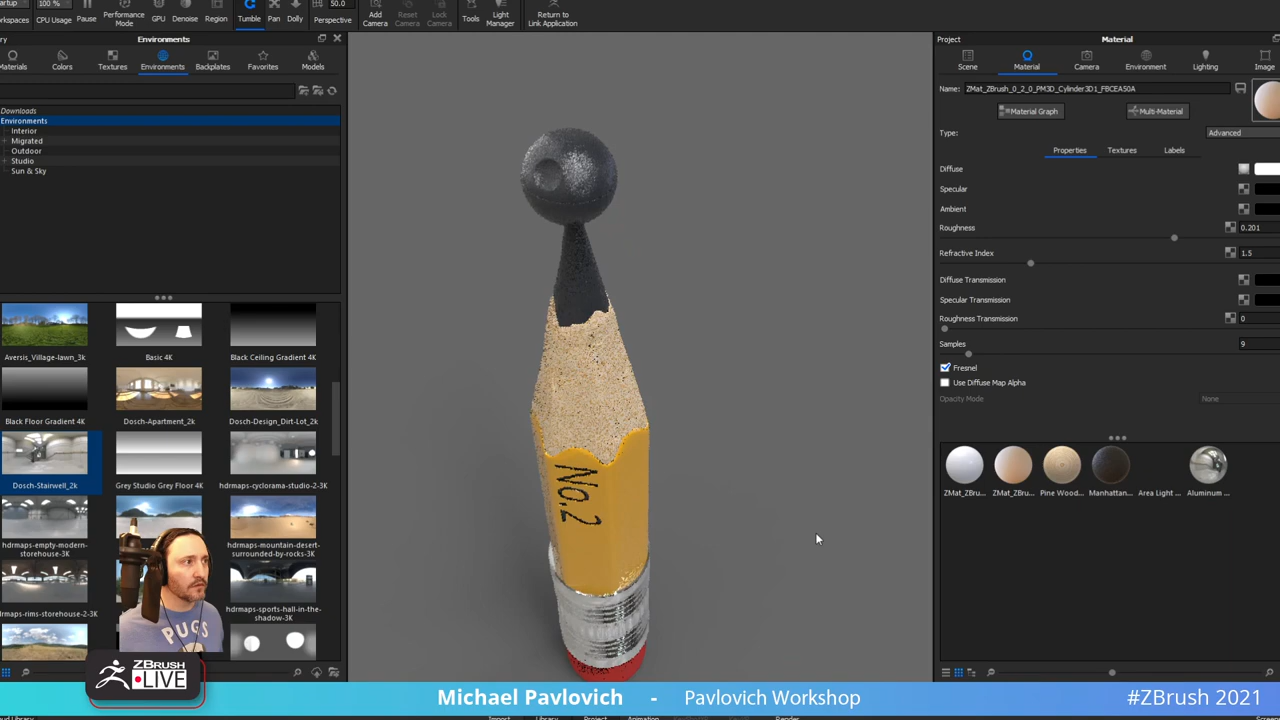 100 %
50.0
CPU Usage
Pause
Performance
Mode
GPU
Denoise
Region
Tumble
Pan
Dolly
Perspective
Add
Camera
Reset
Camera
Lock
Camera
Tools
Light
Manager
Return to
Link Application
Environments
Colors
Textures
Environments
Backplates
Favorites
Models
Downloads
Environments
Interior
Migrated
Outdoor
Studio
Sun & Sky
Aversis_Village-lawn_3k
Basic 4K
Black Ceiling Gradient 4K
Black Floor Gradient 4K
Dosch-Apartment_2k
Dosch-Design_Dirt-Lot_2k
Dosch-Stairwell_2k
Grey Studio Grey Floor 4K
hdrmaps-cyclorama-studio-2-3K
hdrmaps-empty-modern-
storehouse-3K
hdrmaps-mountain-desert-
surrounded-by-rocks-3K
hdrmaps-rims-storehouse-2-3K
hdrmaps-sports-hall-in-the-
shadow-3K
PUGS
ZBRUSH
LIVE
No.2
Project
Material
Scene
Material
Camera
Environment
Lighting
Image
Name: ZMat_ZBrush_0_2_0_PM3D_Cylinder3D1_FBCEA50A
Material Graph
Multi-Material
Type: Advanced
Properties
Textures
Labels
Diffuse
Specular
Ambient
Roughness 0.201
Refractive Index 1.5
Diffuse Transmission
Specular Transmission
Roughness Transmission 0
Samples 9
Fresnel
Use Diffuse Map Alpha
Opacity Mode None
ZMat_ZBru...
ZMat_ZBru...
Pine Wood...
Manhattan...
Area Light ...
Aluminum ...
Michael Pavlovich - Pavlovich Workshop
#ZBrush 2021